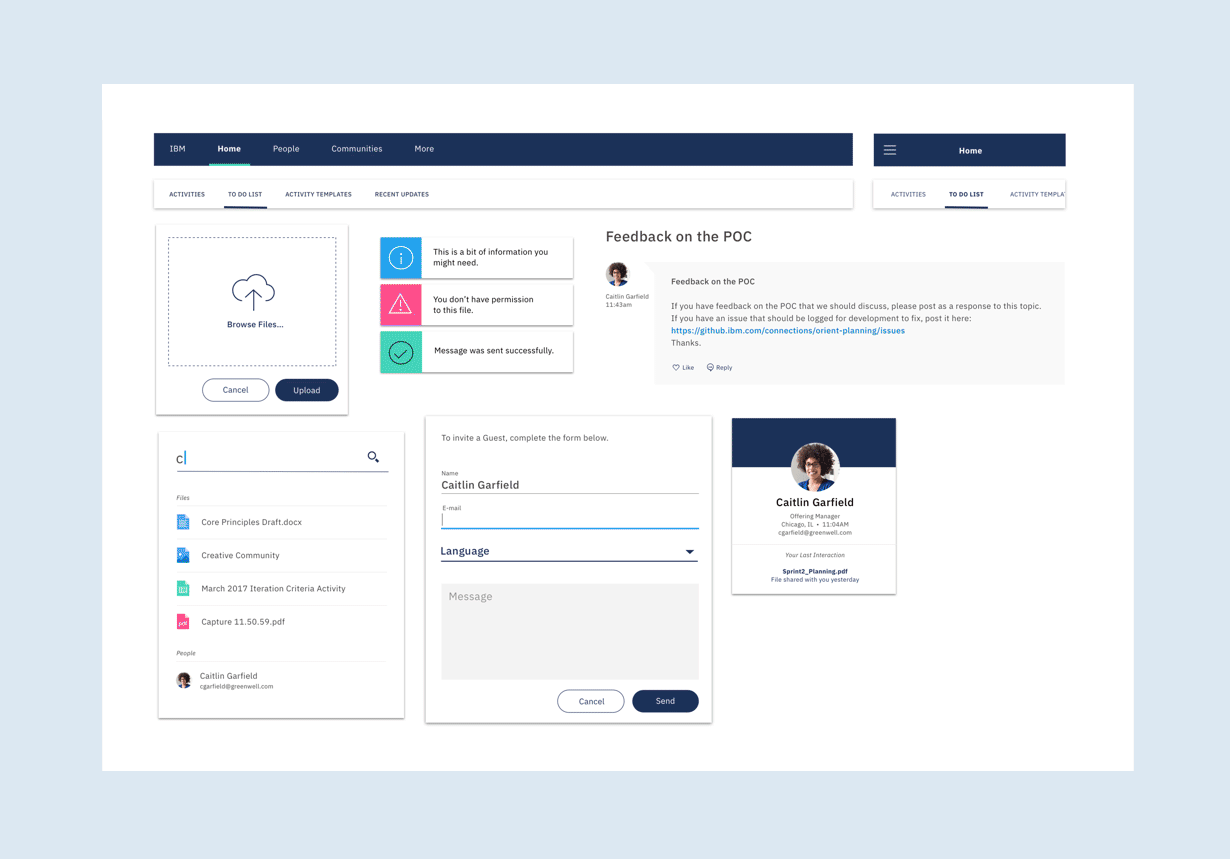 IBM Home People Communities More
Home
ACTIVITIES TO DO LIST ACTIVITY TEMPLATES RECENT UPDATES
ACTIVITIES TO DO LIST ACTIVITY TEMPLA
Browse Files...
Cancel Upload
This is a bit of information you
might need.
You don't have permission
to this file.
Message was sent successfully.
Feedback on the POC
Caitlin Garfield
11:43am
Feedback on the POC
If you have feedback on the POC that we should discuss, please post as a response to this topic.
If you have an issue that should be logged for development to fix, post it here:
https://github.ibm.com/connections/orient-planning/issues
Thanks.
Like Reply
c
Files
Core Principles Draft.docx
Creative Community
March 2017 Iteration Criteria Activity
Capture 11.50.59.pdf
People
Caitlin Garfield
cgarfield@greenwell.com
To invite a Guest, complete the form below.
Name
Caitlin Garfield
E-mail
Language
Message
Cancel Send
Caitlin Garfield
Offering Manager
Chicago, IL • 11:04AM
cgarfield@greenwell.com
Your Last Interaction
Sprint2_Planning.pdf
File shared with you yesterday